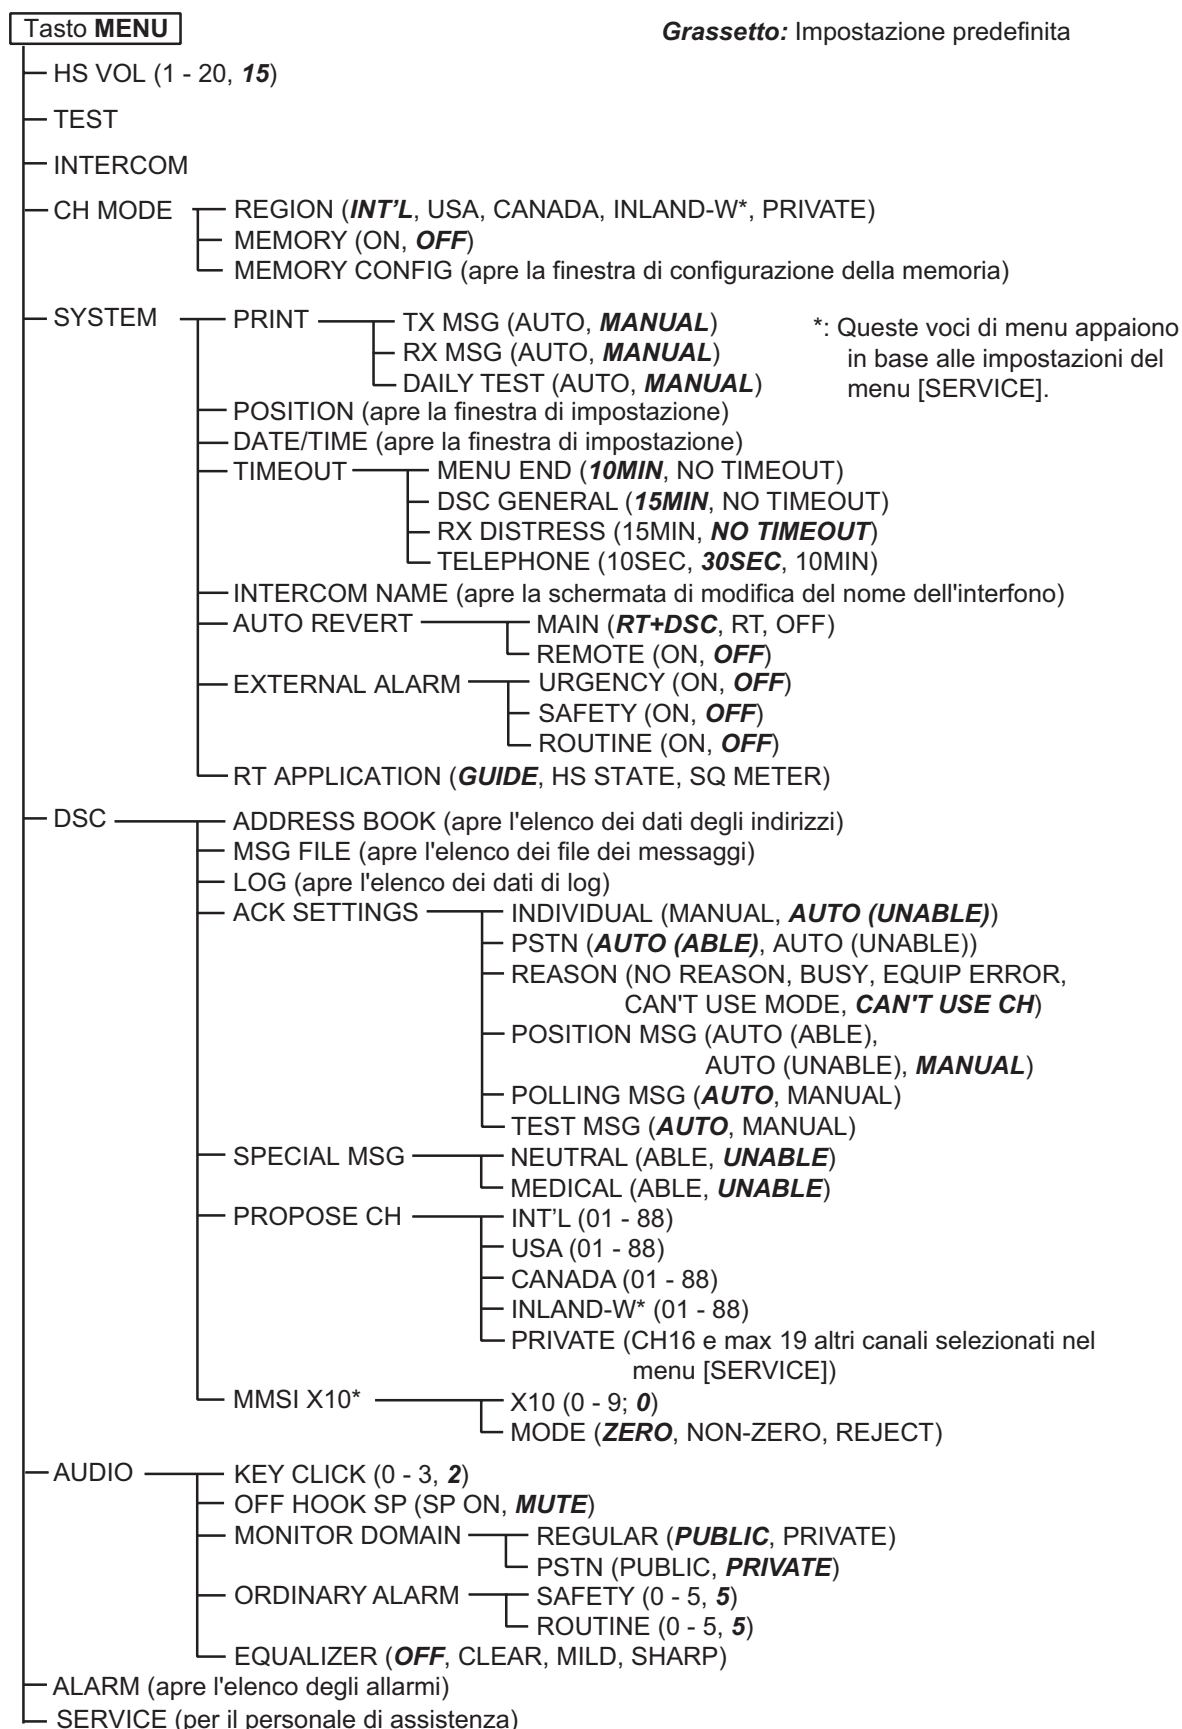 Tasto MENU
Grassetto: Impostazione predefinita
HS VOL (1 - 20, 15)
TEST
INTERCOM
CH MODE
REGION (INT’L, USA, CANADA, INLAND-W*, PRIVATE)
MEMORY (ON, OFF)
MEMORY CONFIG (apre la finestra di configurazione della memoria)
SYSTEM
PRINT
TX MSG (AUTO, MANUAL)
RX MSG (AUTO, MANUAL)
DAILY TEST (AUTO, MANUAL)
*: Queste voci di menu appaiono
in base alle impostazioni del
menu [SERVICE].
POSITION (apre la finestra di impostazione)
DATE/TIME (apre la finestra di impostazione)
TIMEOUT
MENU END (10MIN, NO TIMEOUT)
DSC GENERAL (15MIN, NO TIMEOUT)
RX DISTRESS (15MIN, NO TIMEOUT)
TELEPHONE (10SEC, 30SEC, 10MIN)
INTERCOM NAME (apre la schermata di modifica del nome dell'interfono)
AUTO REVERT
MAIN (RT+DSC, RT, OFF)
REMOTE (ON, OFF)
EXTERNAL ALARM
URGENCY (ON, OFF)
SAFETY (ON, OFF)
ROUTINE (ON, OFF)
RT APPLICATION (GUIDE, HS STATE, SQ METER)
DSC
ADDRESS BOOK (apre l'elenco dei dati degli indirizzi)
MSG FILE (apre l'elenco dei file dei messaggi)
LOG (apre l'elenco dei dati di log)
ACK SETTINGS
INDIVIDUAL (MANUAL, AUTO (UNABLE))
PSTN (AUTO (ABLE), AUTO (UNABLE))
REASON (NO REASON, BUSY, EQUIP ERROR,
CAN'T USE MODE, CAN'T USE CH)
POSITION MSG (AUTO (ABLE),
AUTO (UNABLE), MANUAL)
POLLING MSG (AUTO, MANUAL)
TEST MSG (AUTO, MANUAL)
SPECIAL MSG
NEUTRAL (ABLE, UNABLE)
MEDICAL (ABLE, UNABLE)
PROPOSE CH
INT’L (01 - 88)
USA (01 - 88)
CANADA (01 - 88)
INLAND-W* (01 - 88)
PRIVATE (CH16 e max 19 altri canali selezionati nel
menu [SERVICE])
MMSI X10*
X10 (0 - 9; 0)
MODE (ZERO, NON-ZERO, REJECT)
AUDIO
KEY CLICK (0 - 3, 2)
OFF HOOK SP (SP ON, MUTE)
MONITOR DOMAIN
REGULAR (PUBLIC, PRIVATE)
PSTN (PUBLIC, PRIVATE)
ORDINARY ALARM
SAFETY (0 - 5, 5)
ROUTINE (0 - 5, 5)
EQUALIZER (OFF, CLEAR, MILD, SHARP)
ALARM (apre l'elenco degli allarmi)
SERVICE (per il personale di assistenza)